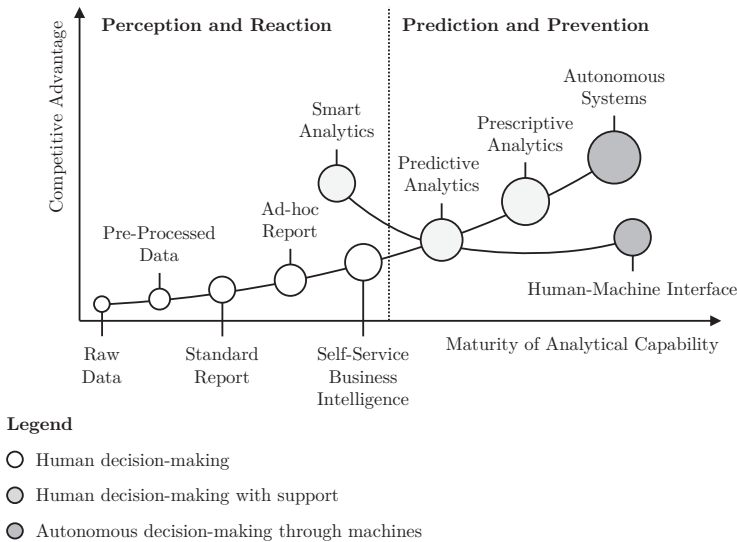 Perception and Reaction
Prediction and Prevention
Competitive Advantage
Autonomous
Systems
Smart
Analytics
Prescriptive
Analytics
Predictive
Analytics
Ad-hoc
Report
Pre-Processed
Data
Human-Machine Interface
Maturity of Analytical Capability
Raw
Data
Standard
Report
Self-Service
Business
Intelligence
Legend
Human decision-making
Human decision-making with support
Autonomous decision-making through machines